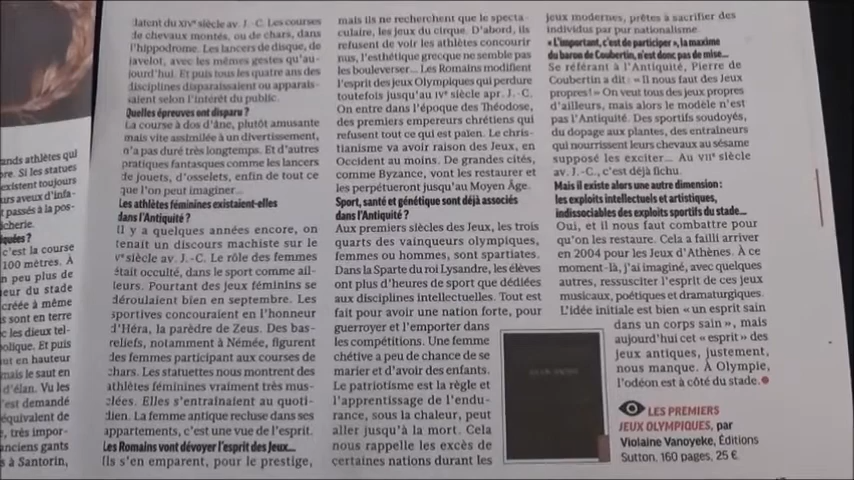 ands athlètes qui
re. Si les statues
existent toujours
urs aveux d'infa-
t passés à la pos-
icherie.
iquées ?
c'est la course
100 mètres. À
n peu plus de
eur du stade
créée à même
s sont en terre
c les dieux tel-
olique. Et puis
ut en hauteur
mais le saut en
d'élan. Vu les
'est demandé
équivalent de
e, très impor-
anciens gants
s à Santorin,
datent du XIVe siècle av. J.-C. Les courses
de chevaux montés, ou de chars, dans
l'hippodrome. Les lancers de disque, de
javelot, avec les mêmes gestes qu'au-
jourd'hui. Et puis tous les quatre ans des
disciplines disparaissaient ou apparais-
saient selon l'intérêt du public.
Quelles épreuves ont disparu ?
La course à dos d'âne, plutôt amusante
mais vite assimilée à un divertissement,
n'a pas duré très longtemps. Et d'autres
pratiques fantasques comme les lancers
de jouets, d'osselets, enfin de tout ce
que l'on peut imaginer...
Les athlètes féminines existaient-elles
dans l'Antiquité ?
Il y a quelques années encore, on
tenait un discours machiste sur le
Ve siècle av. J.-C. Le rôle des femmes
était occulté, dans le sport comme ail-
leurs. Pourtant des jeux féminins se
déroulaient bien en septembre. Les
sportives concouraient en l'honneur
d'Héra, la parèdre de Zeus. Des bas-
reliefs, notamment à Némée, figurent
des femmes participant aux courses de
chars. Les statuettes nous montrent des
athlètes féminines vraiment très mus-
clées. Elles s'entraînaient au quoti-
dien. La femme antique recluse dans ses
appartements, c'est une vue de l'esprit.
Les Romains vont dévoyer l'esprit des Jeux...
Ils s'en emparent, pour le prestige,
mais ils ne recherchent que le specta-
culaire, les jeux du cirque. D'abord, ils
refusent de voir les athlètes concourir
nus, l'esthétique grecque ne semble pas
les bouleverser... Les Romains modifient
l'esprit des jeux Olympiques qui perdure
toutefois jusqu'au IVe siècle apr. J.-C.
On entre dans l'époque des Théodose,
des premiers empereurs chrétiens qui
refusent tout ce qui est païen. Le chris-
tianisme va avoir raison des Jeux, en
Occident au moins. De grandes cités,
comme Byzance, vont les restaurer et
les perpétueront jusqu'au Moyen Âge.
Sport, santé et génétique sont déjà associés
dans l'Antiquité ?
Aux premiers siècles des Jeux, les trois
quarts des vainqueurs olympiques,
femmes ou hommes, sont spartiates.
Dans la Sparte du roi Lysandre, les élèves
ont plus d'heures de sport que dédiées
aux disciplines intellectuelles. Tout est
fait pour avoir une nation forte, pour
guerroyer et l'emporter dans
les compétitions. Une femme
chétive a peu de chance de se
marier et d'avoir des enfants.
Le patriotisme est la règle et
l'apprentissage de l'endu-
rance, sous la chaleur, peut
aller jusqu'à la mort. Cela
nous rappelle les excès de
certaines nations durant les
jeux modernes, prêtes à sacrifier des
individus par pur nationalisme.
« L'important, c'est de participer », la maxime
du baron de Coubertin, n'est donc pas de mise...
Se référant à l'Antiquité, Pierre de
Coubertin a dit : « Il nous faut des Jeux
propres ! » On veut tous des jeux propres
d'ailleurs, mais alors le modèle n'est
pas l'Antiquité. Des sportifs soudoyés,
du dopage aux plantes, des entraîneurs
qui nourrissent leurs chevaux au sésame
supposé les exciter... Au VIIe siècle
av. J.-C., c'est déjà fichu.
Mais il existe alors une autre dimension :
les exploits intellectuels et artistiques,
indissociables des exploits sportifs du stade...
Oui, et il nous faut combattre pour
qu'on les restaure. Cela a failli arriver
en 2004 pour les Jeux d'Athènes. À ce
moment-là, j'ai imaginé, avec quelques
autres, ressusciter l'esprit de ces jeux
musicaux, poétiques et dramaturgiques.
L'idée initiale est bien « un esprit sain
dans un corps sain », mais
aujourd'hui cet « esprit » des
jeux antiques, justement,
nous manque. À Olympie,
l'odéon est à côté du stade.
LES PREMIERS
JEUX OLYMPIQUES, par
Violaine Vanoyeke, Éditions
Sutton, 160 pages, 25 €